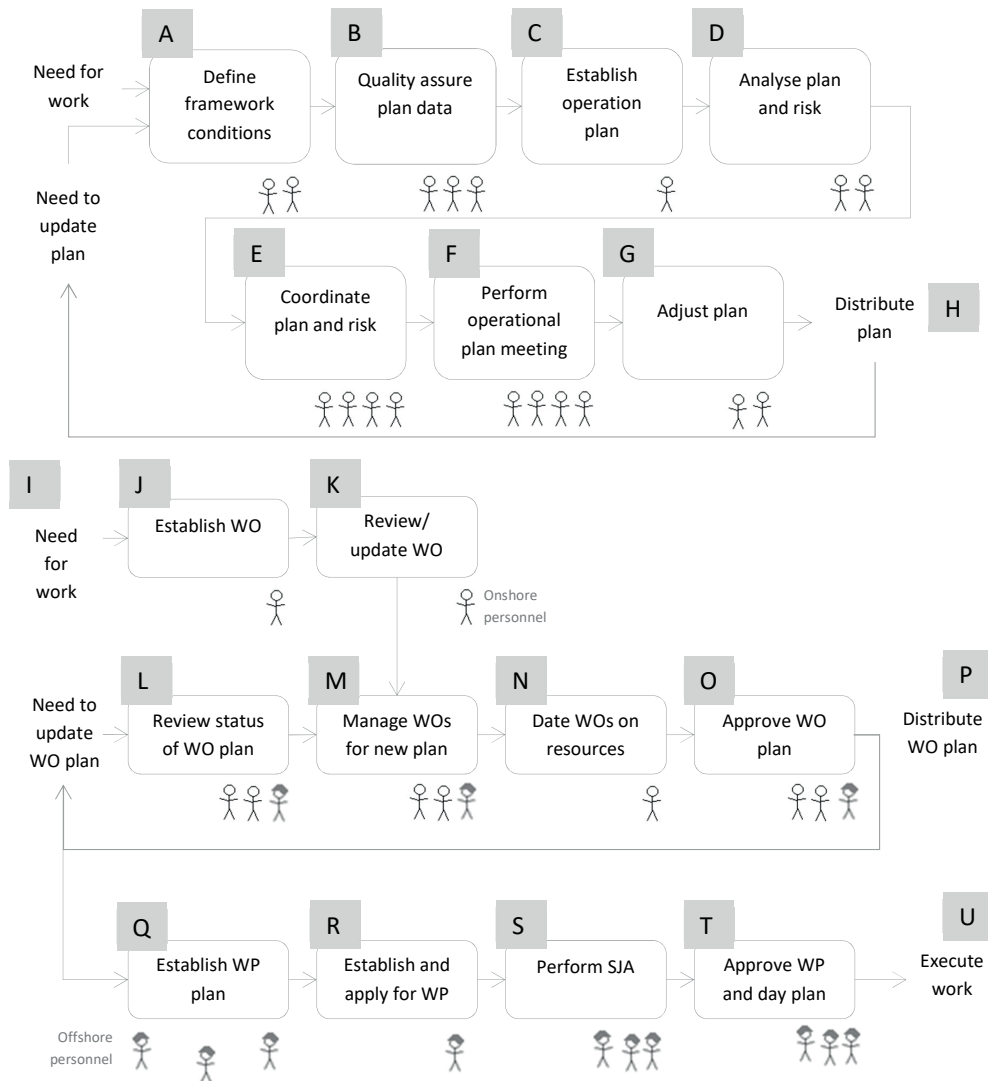 A
B
C
D
Need for
work
Define
framework
conditions
Quality assure
plan data
Establish
operation
plan
Analyse plan
and risk
Need to
update
plan
E
F
G
H
Coordinate
plan and risk
Perform
operational
plan meeting
Adjust plan
Distribute
plan
I
J
K
Need
for
work
Establish WO
Review/
update WO
Onshore
personnel
L
M
N
O
P
Need to
update
WO plan
Review status
of WO plan
Manage WOs
for new plan
Date WOs on
resources
Approve WO
plan
Distribute
WO plan
Q
R
S
T
U
Establish WP
plan
Establish and
apply for WP
Perform SJA
Approve WP
and day plan
Execute
work
Offshore
personnel